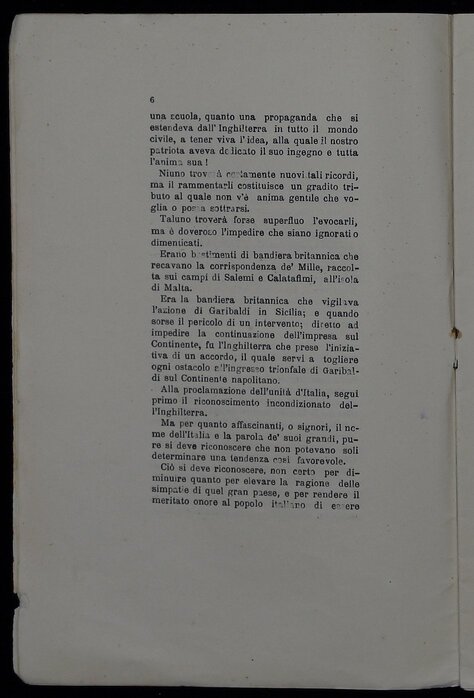 6
una scuola, quanto una propaganda che si
estendeva dall'Inghilterra in tutto il mondo
civile, a tener viva l'idea, alla quale il nostro
patriota aveva dedicato il suo ingegno e tutta
l'anima sua!
Niuno troverà certamente nuovi tali ricordi,
ma il rammentarli costituisce un gradito tri-
buto al quale non v'è anima gentile che vo-
glia o possa sottrarsi.
Taluno troverà forse superfluo l'evocarli,
ma è doveroso l'impedire che siano ignorati o
dimenticati.
Erano bastimenti di bandiera britannica che
recavano la corrispondenza de' Mille, raccol-
ta sui campi di Salemi e Calatafimi, all'isola
di Malta.
Era la bandiera britannica che vigilava
l'azione di Garibaldi in Sicilia; e quando
sorse il pericolo di un intervento; diretto ad
impedire la continuazione dell'impresa sul
Continente, fu l'Inghilterra che prese l'inizia-
tiva di un accordo, il quale servì a togliere
ogni ostacolo all'ingresso trionfale di Garibal-
di sul Continente napolitano.
Alla proclamazione dell'unità d'Italia, seguì
primo il riconoscimento incondizionato del-
l'Inghilterra.
Ma per quanto affascinanti, o signori, il no-
me dell'Italia e la parola de' suoi grandi, pu-
re si deve riconoscere che non potevano soli
determinare una tendenza così favorevole.
Ciò si deve riconoscere, non certo per di-
minuire quanto per elevare la ragione delle
simpatie di quel gran paese, e per rendere il
meritato onore al popolo italiano di essere